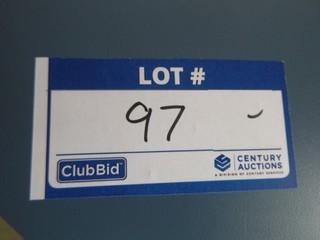 LOT #
97
ClubBid
CENTURY
AUCTIONS
A DIVISION OF CENTURY SERVICES